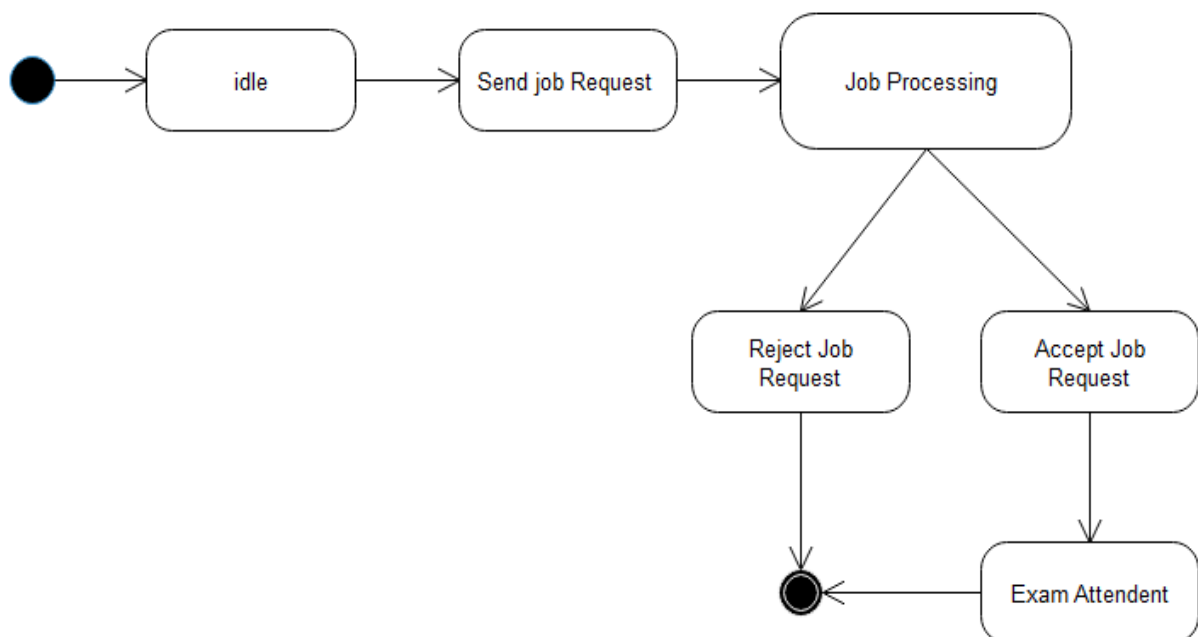 idle
Send job Request
Job Processing
Reject Job
Request
Accept Job
Request
Exam Attendent